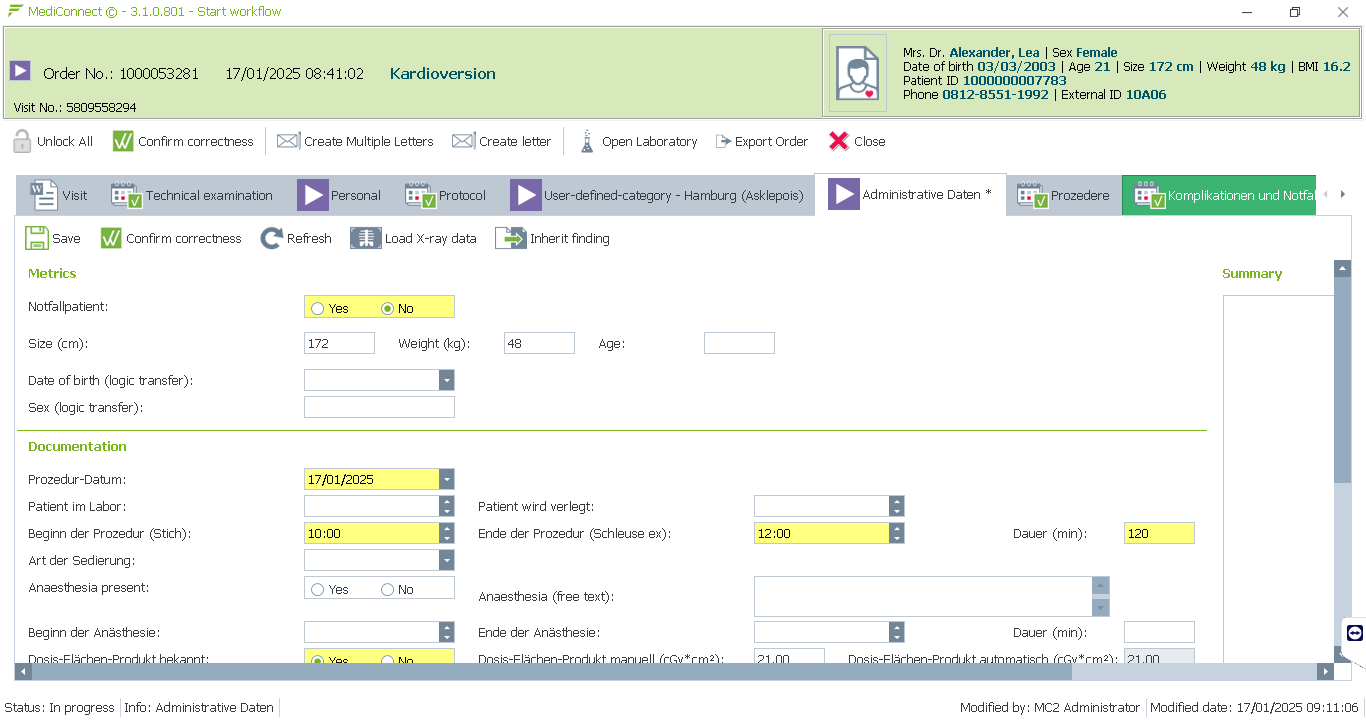 MediConnect © - 3.1.0.801 - Start workflow
Order No.: 1000053281 17/01/2025 08:41:02 Kardioversion
Visit No.: 5809558294
Mrs. Dr. Alexander, Lea | Sex Female
Date of birth 03/03/2003 | Age 21 | Size 172 cm | Weight 48 kg | BMI 16.2
Patient ID 1000000007783
Phone 0812-8551-1992 | External ID 10A06
Unlock All Confirm correctness Create Multiple Letters Create letter Open Laboratory Export Order Close
Visit Technical examination Personal Protocol User-defined-category - Hamburg (Asklepois) Administrative Daten * Prozedere Komplikationen und Notfal
Save Confirm correctness Refresh Load X-ray data Inherit finding
Metrics Summary
Notfallpatient: Yes No
Size (cm): 172 Weight (kg): 48 Age:
Date of birth (logic transfer):
Sex (logic transfer):
Documentation
Prozedur-Datum: 17/01/2025
Patient im Labor: Patient wird verlegt:
Beginn der Prozedur (Stich): 10:00 Ende der Prozedur (Schleuse ex): 12:00 Dauer (min): 120
Art der Sedierung:
Anaesthesia present: Yes No Anaesthesia (free text):
Beginn der Anästhesie: Ende der Anästhesie: Dauer (min):
Dosis-Flächen-Produkt bekannt: Yes No Dosis-Flächen-Produkt manuell (cGy*cm²): 21.00 Dosis-Flächen-Produkt automatisch (cGy*cm²): 21.00
Status: In progress Info: Administrative Daten Modified by: MC2 Administrator Modified date: 17/01/2025 09:11:06